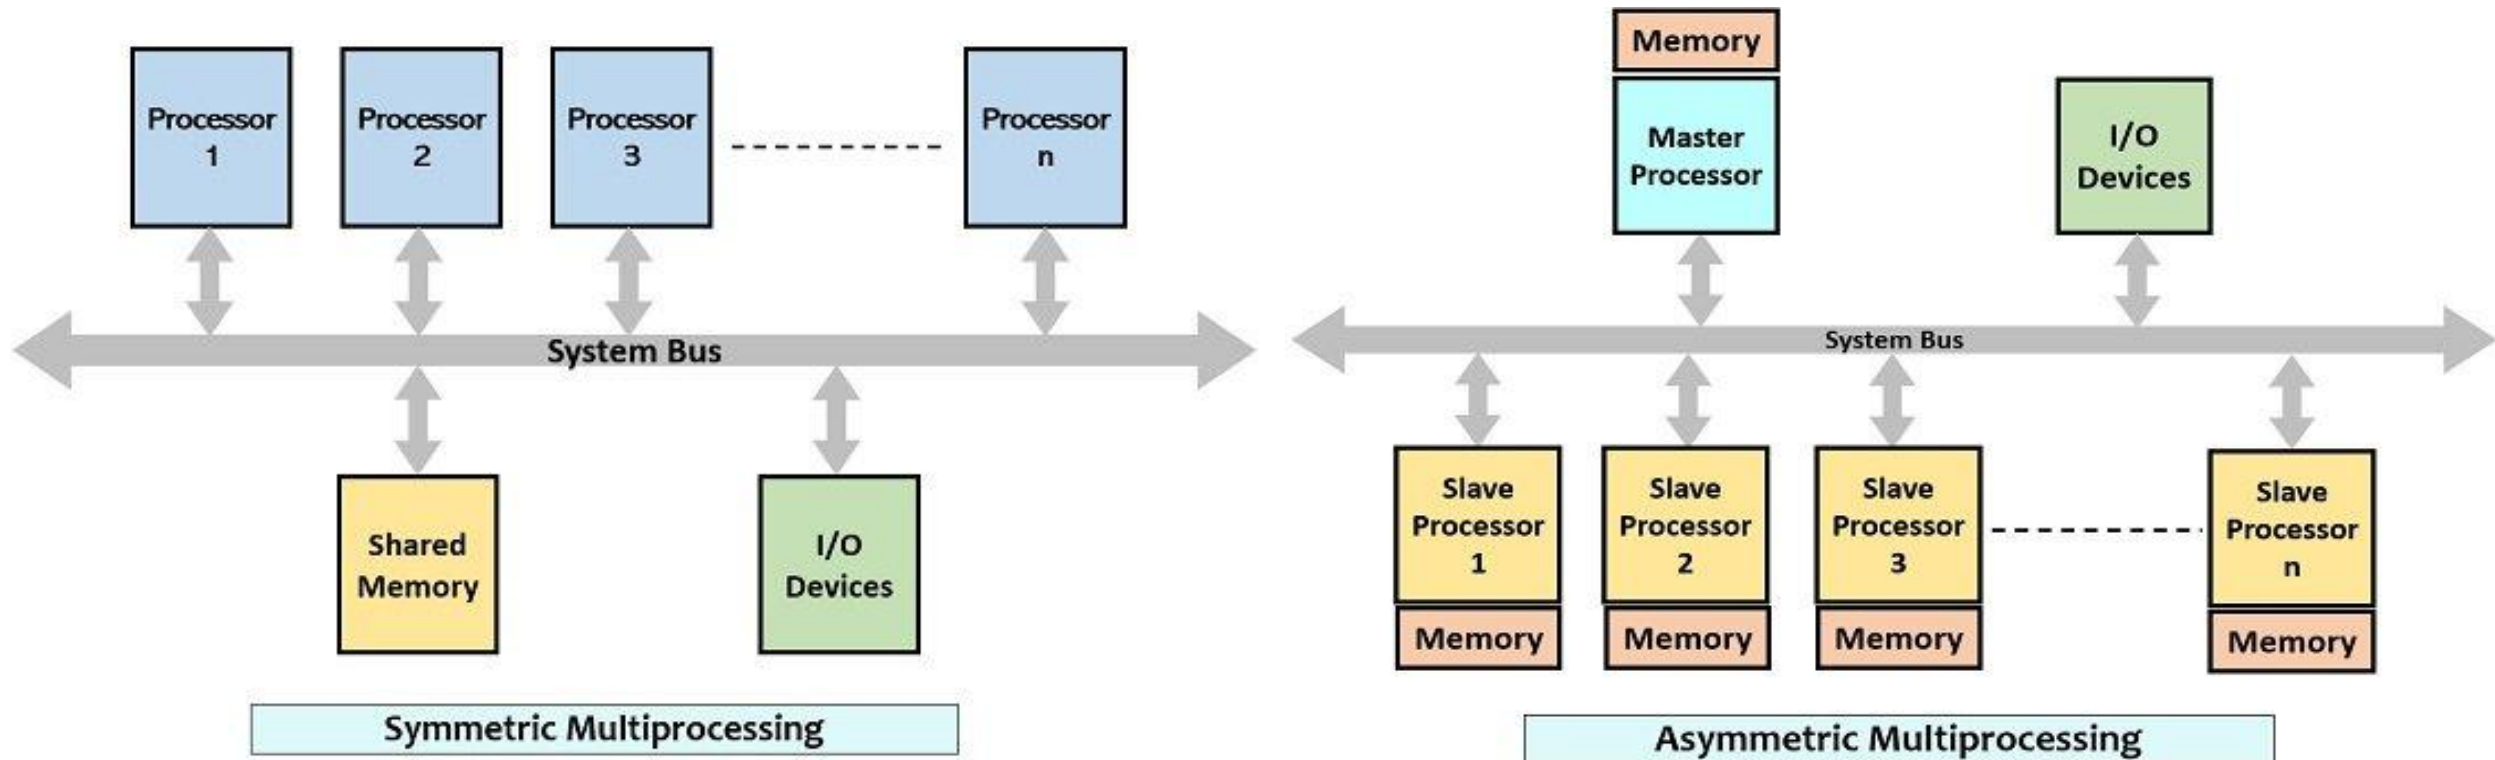 Processor
1
Processor
2
Processor
3
Processor
n
System Bus
Shared
Memory
I/O
Devices
Symmetric Multiprocessing
Memory
Master
Processor
I/O
Devices
System Bus
Slave
Processor
1
Memory
Slave
Processor
2
Memory
Slave
Processor
3
Memory
Slave
Processor
n
Memory
Asymmetric Multiprocessing